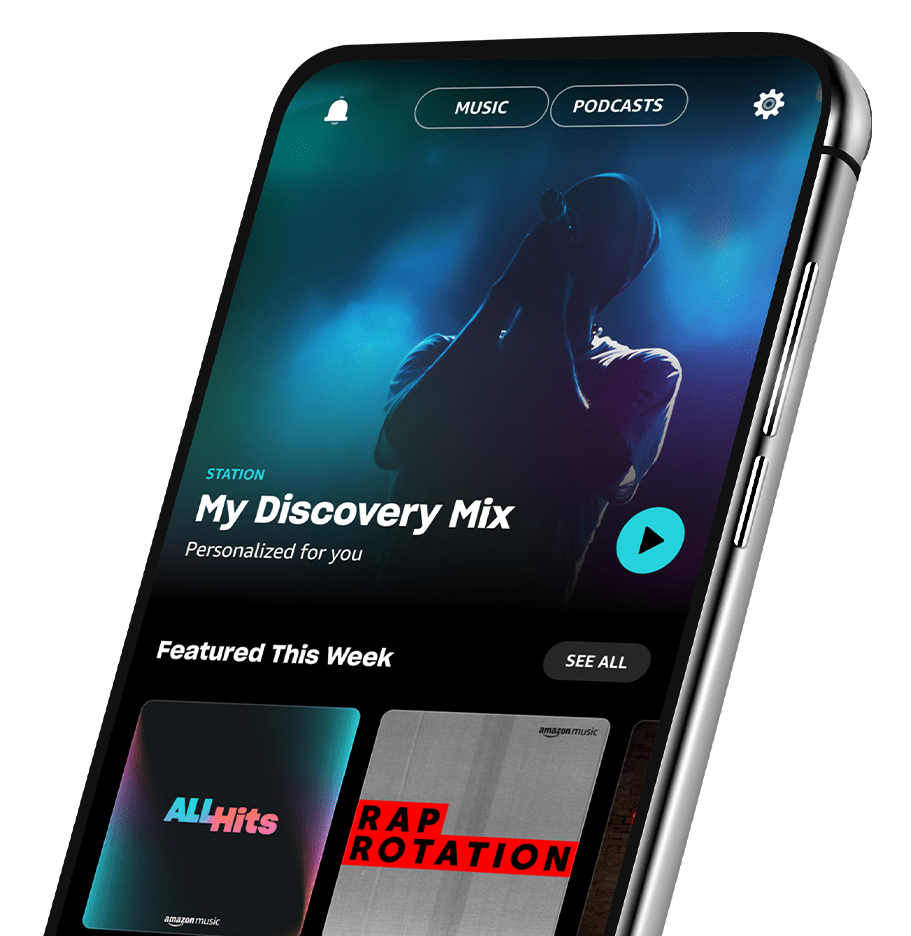 MUSIC
PODCASTS
STATION
My Discovery Mix
Personalized for you
Featured This Week
SEE ALL
ALL Hits
amazon music
amazon music
RAP
ROTATION